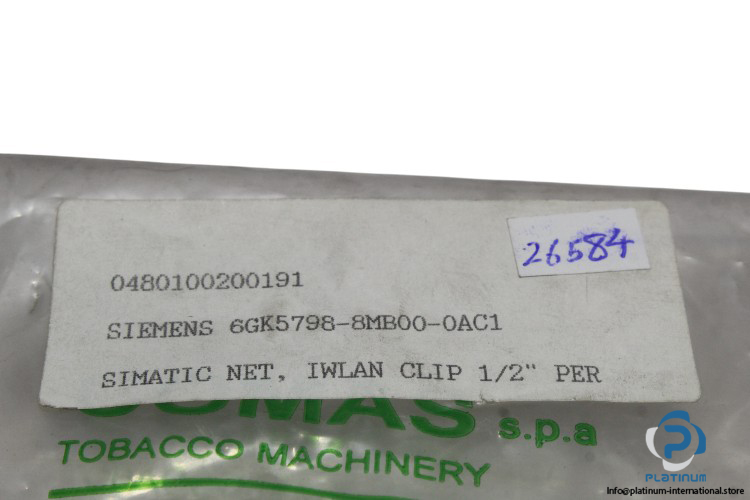 26584
0480100200191
SIEMENS 6GK5798-8MB00-0AC1
SIMATIC NET, IWLAN CLIP 1/2" PER
s.p.a
TOBACCO MACHINERY
PLATINUM
Info@platinum-international.store